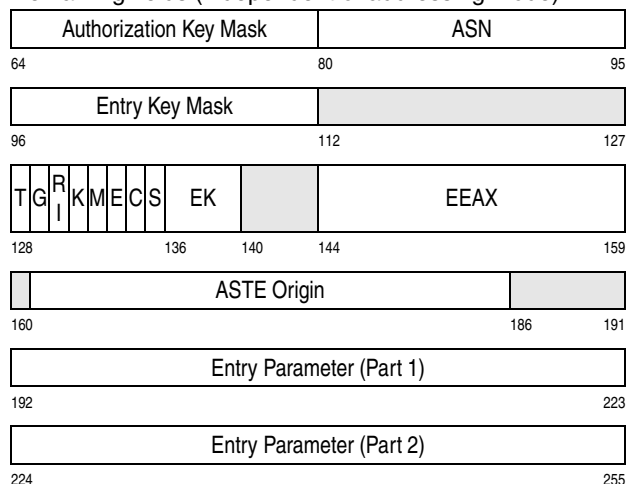 Authorization Key Mask ASN
64 80 95
Entry Key Mask
96 112 127
T G RI K M E C S EK EEAX
128 136 140 144 159
ASTE Origin
160 186 191
Entry Parameter (Part 1)
192 223
Entry Parameter (Part 2)
224 255